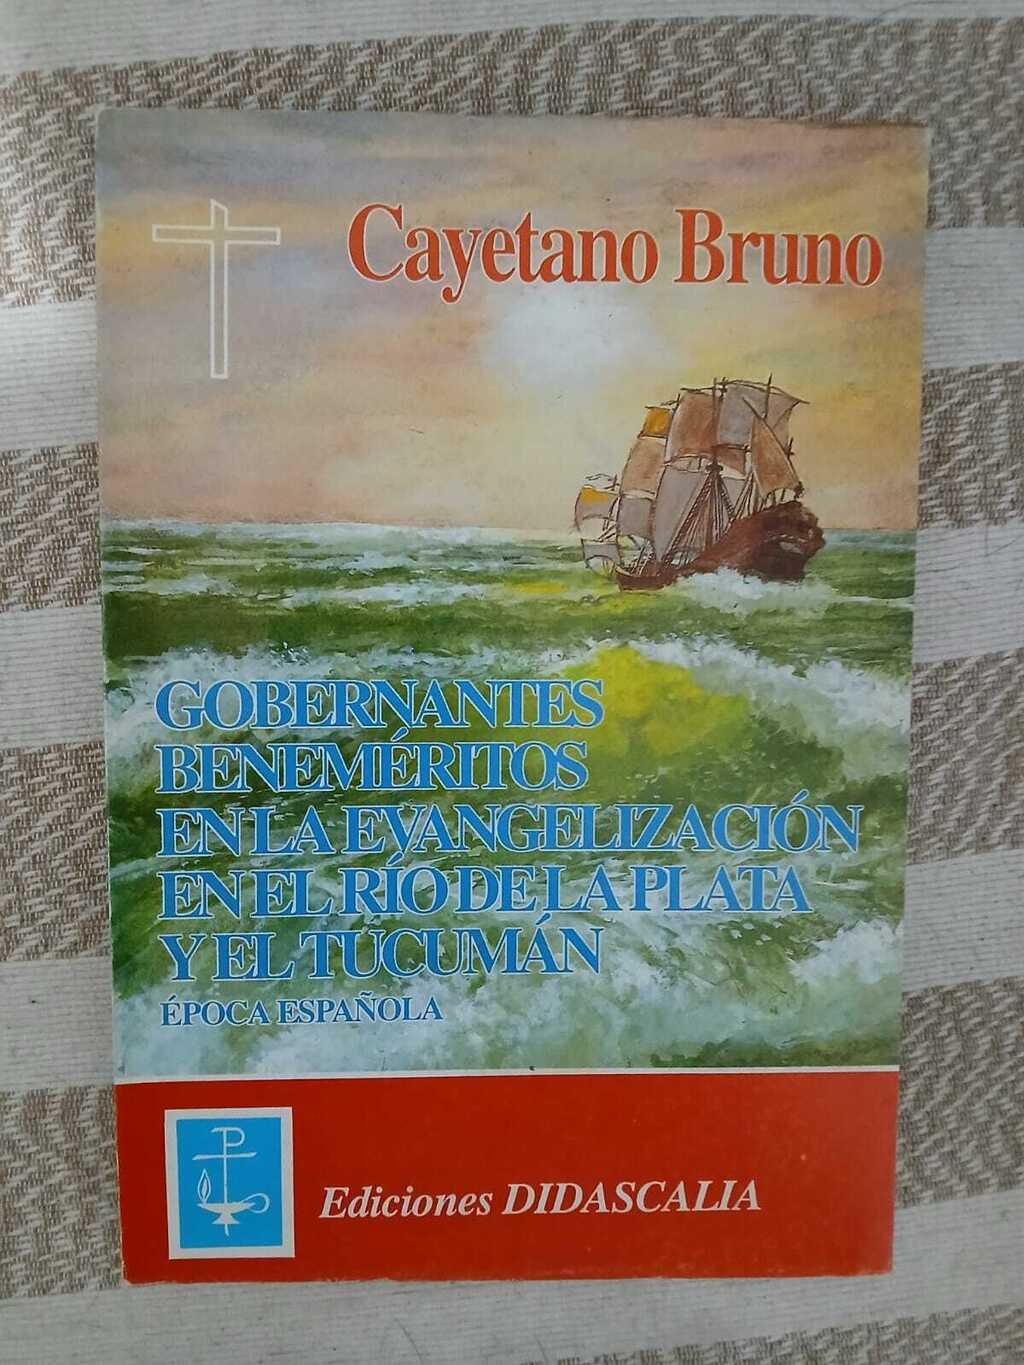 Cayetano Bruno
GOBERNANTES
BENEMÉRITOS
EN LA EVANGELIZACIÓN
EN EL RÍO DE LA PLATA
Y EL TUCUMÁN
ÉPOCA ESPAÑOLA
Ediciones DIDASCALIA